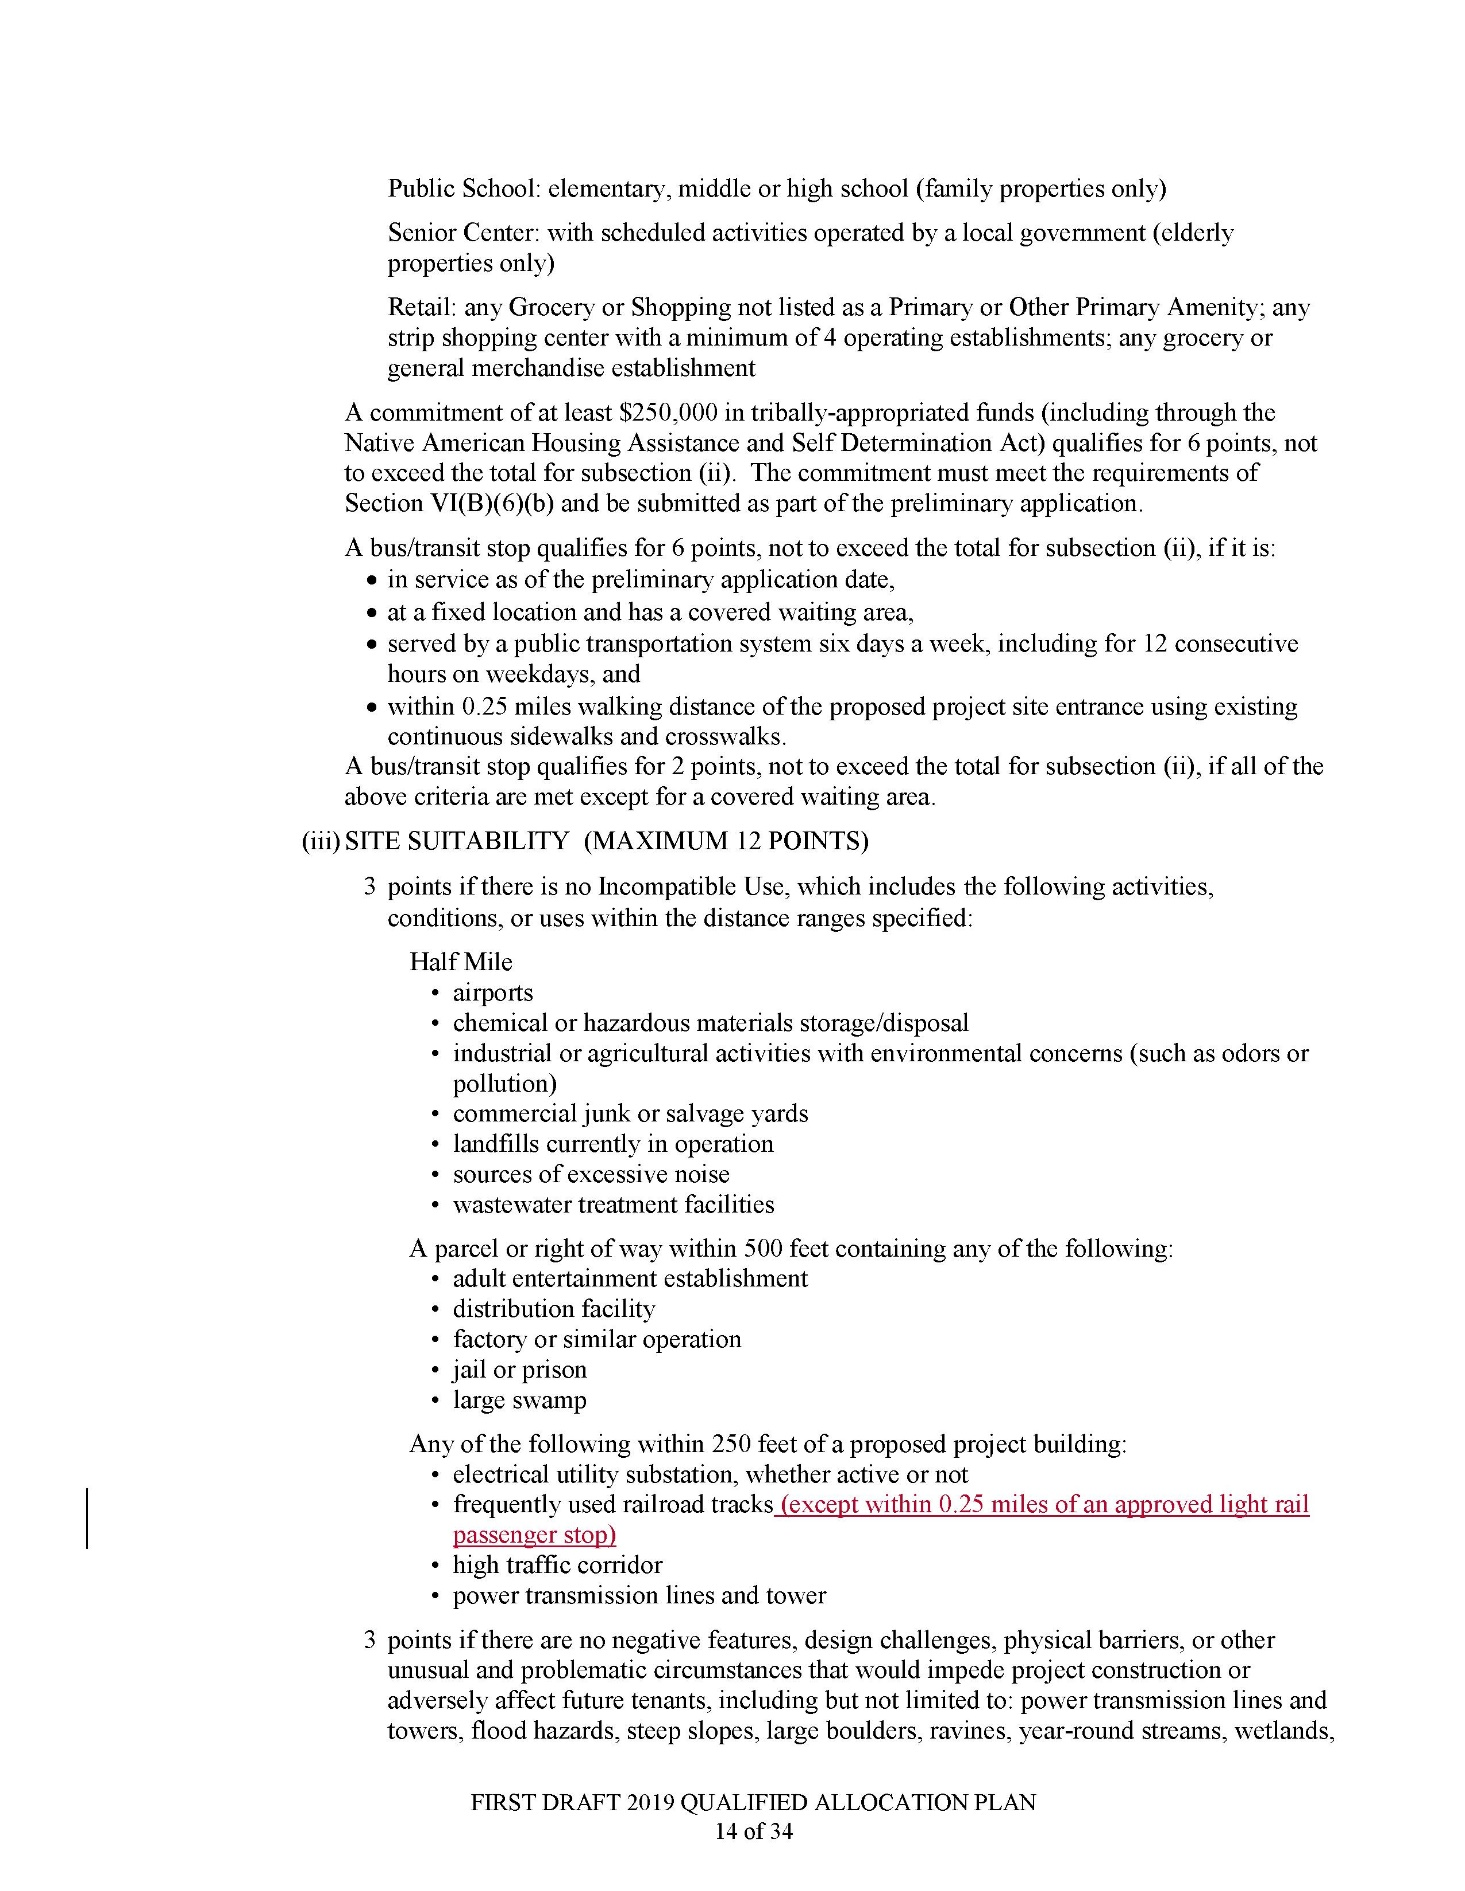 Public School: elementary, middle or high school (family properties only)
Senior Center: with scheduled activities operated by a local government (elderly
properties only)
Retail: any Grocery or Shopping not listed as a Primary or Other Primary Amenity; any
strip shopping center with a minimum of 4 operating establishments; any grocery or
general merchandise establishment
A commitment of at least $250,000 in tribally-appropriated funds (including through the
Native American Housing Assistance and Self Determination Act) qualifies for 6 points, not
to exceed the total for subsection (ii).  The commitment must meet the requirements of
Section VI(B)(6)(b) and be submitted as part of the preliminary application.
A bus/transit stop qualifies for 6 points, not to exceed the total for subsection (ii), if it is:
• in service as of the preliminary application date,
• at a fixed location and has a covered waiting area,
• served by a public transportation system six days a week, including for 12 consecutive
hours on weekdays, and
• within 0.25 miles walking distance of the proposed project site entrance using existing
continuous sidewalks and crosswalks.
A bus/transit stop qualifies for 2 points, not to exceed the total for subsection (ii), if all of the
above criteria are met except for a covered waiting area.
(iii) SITE SUITABILITY  (MAXIMUM 12 POINTS)
3 points if there is no Incompatible Use, which includes the following activities,
conditions, or uses within the distance ranges specified:
Half Mile
• airports
• chemical or hazardous materials storage/disposal
• industrial or agricultural activities with environmental concerns (such as odors or
pollution)
• commercial junk or salvage yards
• landfills currently in operation
• sources of excessive noise
• wastewater treatment facilities
A parcel or right of way within 500 feet containing any of the following:
• adult entertainment establishment
• distribution facility
• factory or similar operation
• jail or prison
• large swamp
Any of the following within 250 feet of a proposed project building:
• electrical utility substation, whether active or not
• frequently used railroad tracks (except within 0.25 miles of an approved light rail
passenger stop)
• high traffic corridor
• power transmission lines and tower
3 points if there are no negative features, design challenges, physical barriers, or other
unusual and problematic circumstances that would impede project construction or
adversely affect future tenants, including but not limited to: power transmission lines and
towers, flood hazards, steep slopes, large boulders, ravines, year-round streams, wetlands,
FIRST DRAFT 2019 QUALIFIED ALLOCATION PLAN
14 of 34